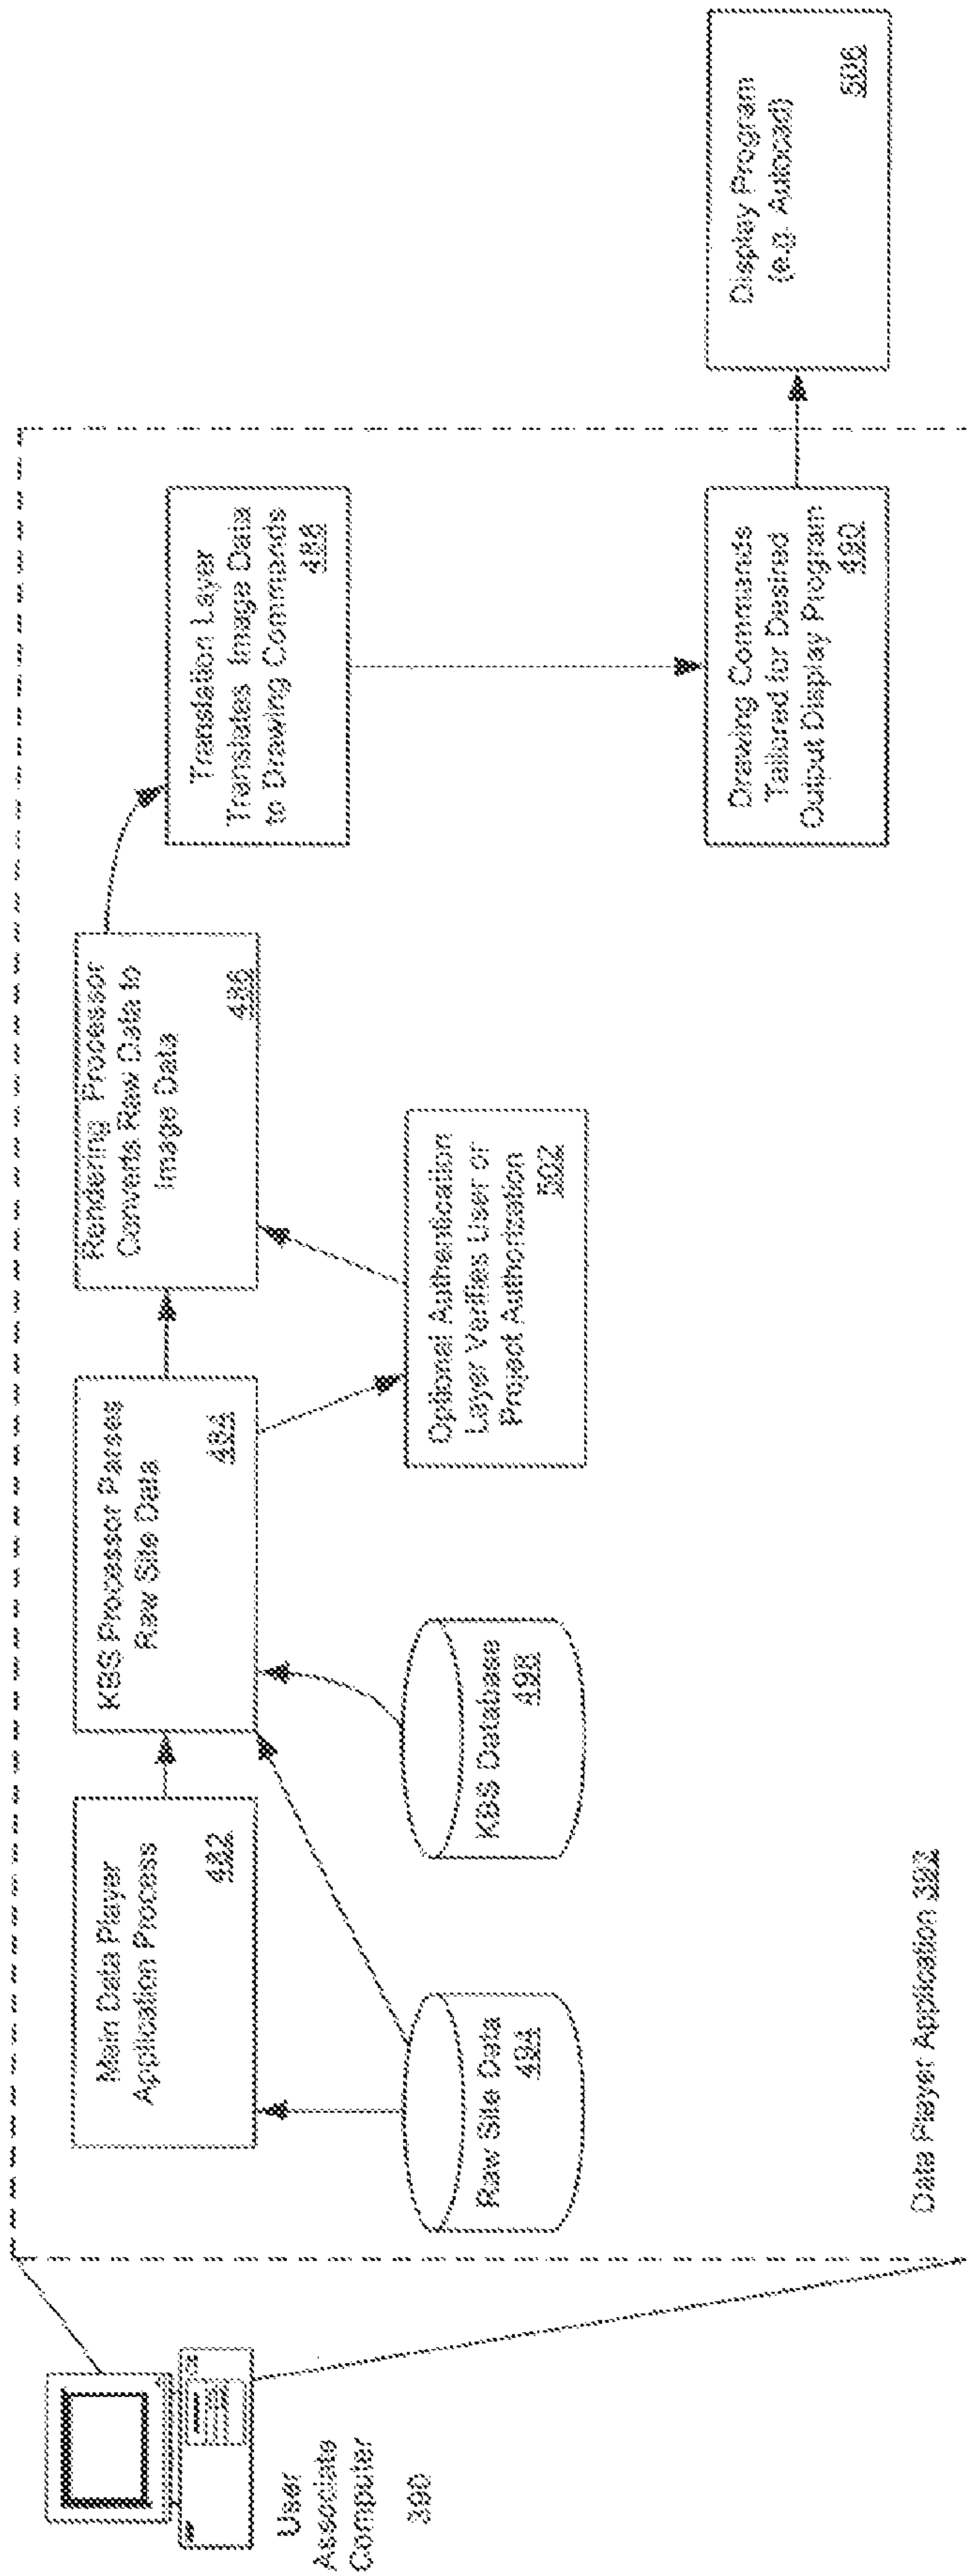 User
Associate
Computer
390
Main Data Player
Application Process
482
KBS Processor Parses
Raw Site Data
484
Rendering Processor
Converts Raw Data to
Image Data
486
Translation Layer
Translates Image Data
to Drawing Commands
488
Raw Site Data
494
KBS Database
498
Optional Authentication
Layer Verifies User or
Project Authorization
502
Drawing Commands
Tailored for Desired
Output Display Program
490
Display Program
(e.g. Autocad)
506
Data Player Application 393